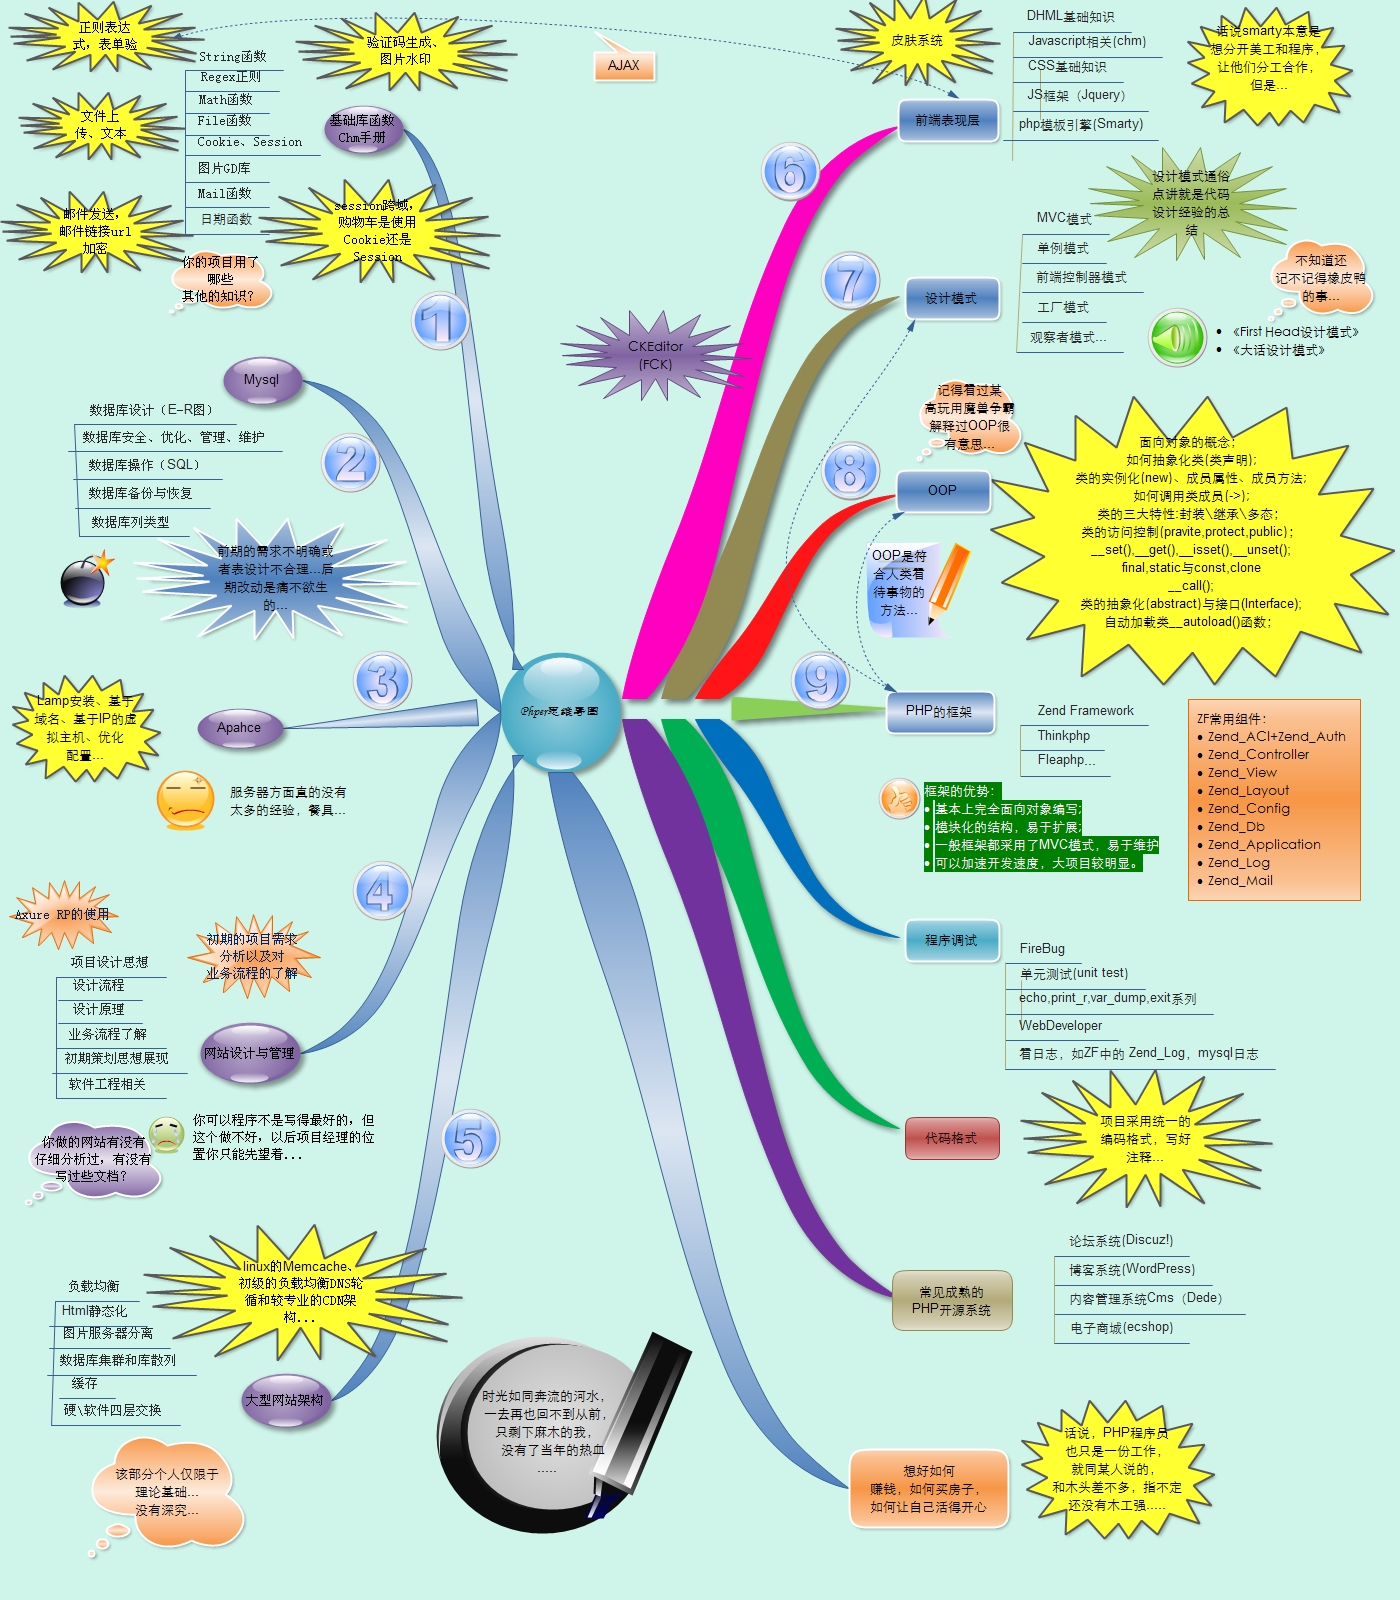 正则表达
式，表单验
String函数
Regex正则
Math函数
File函数
Cookie、Session
图片GD库
Mail函数
日期函数
验证码生成、
图片水印
文件上
传、文本
邮件发送，
邮件链接url
加密
基础库函数
Chm手册
session跨域，
购物车是使用
Cookie还是
Session
你的项目用了
哪些
其他的知识？
1
AJAX
Mysql
数据库设计（E-R图）
数据库安全、优化、管理、维护
数据库操作（SQL）
数据库备份与恢复
数据库列类型
2
前期的需求不明确或
者表设计不合理...后
期改动是痛不欲生
的...
Lamp安装、基于
域名、基于IP的虚
拟主机、优化
配置...
Apahce
3
服务器方面真的没有
太多的经验，餐具...
Phper思维导图
4
Axure RP的使用
初期的项目需求
分析以及对
业务流程的了解
项目设计思想
设计流程
设计原理
业务流程了解
初期策划思想展现
软件工程相关
网站设计与管理
你做的网站有没有
仔细分析过，有没有
写过些文档？
你可以程序不是写得最好的，但
这个做不好，以后项目经理的位
置你只能先望着...
5
linux的Memcache、
初级的负载均衡DNS轮
循和较专业的CDN架
构...
负载均衡
Html静态化
图片服务器分离
数据库集群和库散列
缓存
硬\软件四层交换
大型网站架构
该部分个人仅限于
理论基础...
没有深究...
时光如同奔流的河水，
一去再也回不到从前，
只剩下麻木的我，
没有了当年的热血
.....
皮肤系统
DHML基础知识
Javascript相关(chm)
CSS基础知识
JS框架（Jquery）
php模板引擎(Smarty)
前端表现层
6
话说smarty本意是
想分开美工和程序，
让他们分工合作，
但是...
设计模式通俗
点讲就是代码
设计经验的总
结
MVC模式
单例模式
前端控制器模式
工厂模式
观察者模式...
7
设计模式
不知道还
记不记得橡皮鸭
的事...
• 《First Head设计模式》
• 《大话设计模式》
CKEditor
(FCK)
记得看过某
高玩用魔兽争霸
解释过OOP很
有意思...
8
OOP
面向对象的概念；
如何抽象化类(类声明)；
类的实例化(new)、成员属性、成员方法；
如何调用类成员(->)；
类的三大特性:封装\继承\多态；
类的访问控制(pravite,protect,public)；
__set(),__get(),__isset(),__unset();
final,static与const,clone
__call();
类的抽象化(abstract)与接口(Interface);
自动加载类__autoload()函数；
OOP是符
合人类看
待事物的
方法...
9
PHP的框架
Zend Framework
Thinkphp
Fleaphp...
ZF常用组件：
• Zend_ACl+Zend_Auth
• Zend_Controller
• Zend_View
• Zend_Layout
• Zend_Config
• Zend_Db
• Zend_Application
• Zend_Log
• Zend_Mail
框架的优势：
• 基本上完全面向对象编写；
• 模块化的结构，易于扩展；
• 一般框架都采用了MVC模式，易于维护
• 可以加速开发速度，大项目较明显。
程序调试
FireBug
单元测试(unit test)
echo,print_r,var_dump,exit系列
WebDeveloper
看日志，如ZF中的 Zend_Log，mysql日志
代码格式
项目采用统一的
编码格式，写好
注释...
常见成熟的
PHP开源系统
论坛系统(Discuz!)
博客系统(WordPress)
内容管理系统Cms（Dede）
电子商城(ecshop)
想好如何
赚钱，如何买房子，
如何让自己活得开心
话说，PHP程序员
也只是一份工作，
就同某人说的，
和木头差不多，指不定
还没有木工强.....